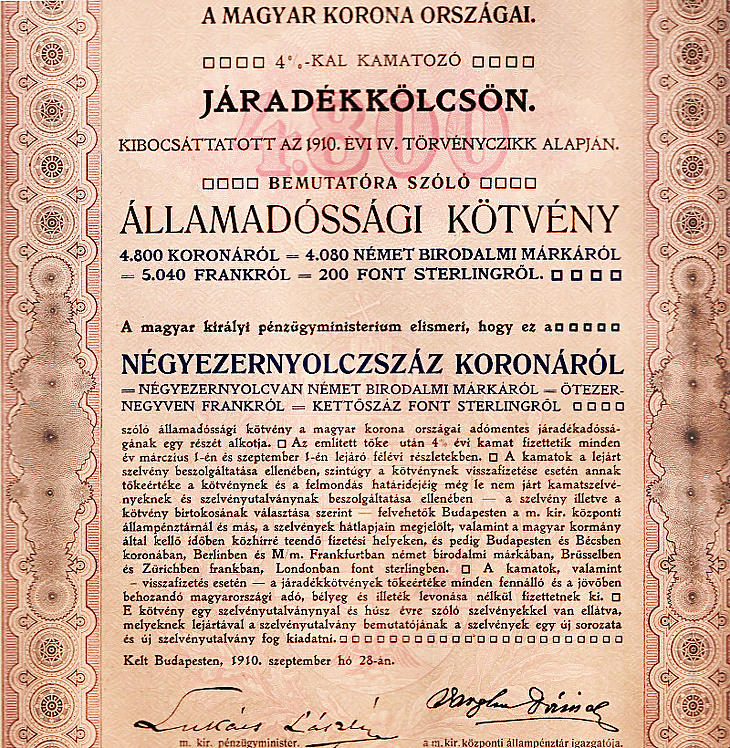 A MAGYAR KORONA ORSZÁGAI.
4%-KAL KAMATOZÓ
JÁRADÉKKÖLCSÖN.
4.800
KIBOCSÁTTATOTT AZ 1910. ÉVI IV. TÖRVÉNYCZIKK ALAPJÁN.
BEMUTATÓRA SZÓLÓ
ÁLLAMADÓSSÁGI KÖTVÉNY
4.800 KORONÁRÓL = 4.080 NÉMET BIRODALMI MÁRKÁRÓL
= 5.040 FRANKRÓL = 200 FONT STERLINGRŐL.
A magyar királyi pénzügyministerium elismeri, hogy ez a
NÉGYEZERNYOLCZSZÁZ KORONÁRÓL
= NÉGYEZERNYOLCVAN NÉMET BIRODALMI MÁRKÁRÓL = ÖTEZER-
NEGYVEN FRANKRÓL = KETTŐSZÁZ FONT STERLINGRŐL
szóló államadóssági kötvény a magyar korona országai adómentes járadékadóssá-
gának egy részét alkotja. Az említett tőke után 4% évi kamat fizettetik minden
év márczius 1-én és szeptember 1-én lejáró félévi részletekben. A kamatok a lejárt
szelvény beszolgáltatása ellenében, szintúgy a kötvénynek visszafizetése esetén annak
tőkeértéke a kötvénynek és a felmondás határidejéig még le nem járt kamatszelvé-
nyeknek és szelvényutalványnak beszolgáltatása ellenében — a szelvény illetve a
kötvény birtokosának választása szerint — felvehetők Budapesten a m. kir. központi
állampénztárnál és más, a szelvények hátlapjain megjelölt, valamint a magyar kormány
által kellő időben közhírré teendő fizetési helyeken, és pedig Budapesten és Bécsben
koronában, Berlinben és M/m. Frankfurtban német birodalmi márkában, Brüsselben
és Zürichben frankban, Londonban font sterlingben. A kamatok, valamint
– visszafizetés esetén — a járadékkötvények tőkeértéke minden fennálló és a jövőben
behozandó magyarországi adó, bélyeg és illeték levonása nélkül fizettetnek ki.
E kötvény egy szelvényutalványnyal és húsz évre szóló szelvényekkel van ellátva,
melyeknek lejártával a szelvényutalvány bemutatójának a szelvények egy új sorozata
és új szelvényutalvány fog kiadatni.
Kelt Budapesten, 1910. szeptember hó 28-án.
Lukács László
m. kir. pénzügyminister.
a m. kir. központi állampénztár igazgatója.